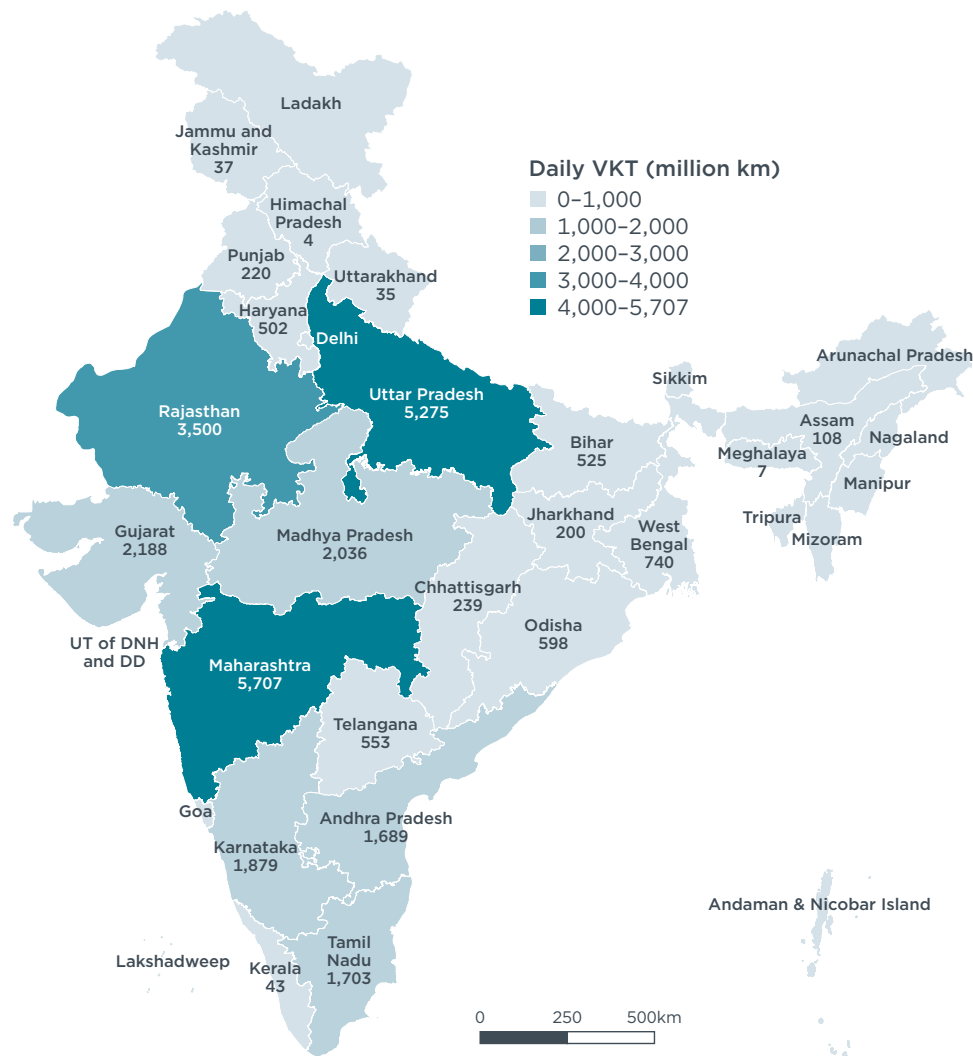 Ladakh
Jammu and
Kashmir
37
Daily VKT (million km)
0–1,000
1,000–2,000
2,000–3,000
3,000–4,000
4,000–5,707
Himachal
Pradesh
4
Punjab
220
Uttarakhand
35
Haryana
502
Delhi
Arunachal Pradesh
Sikkim
Uttar Pradesh
5,275
Rajasthan
3,500
Assam
108
Nagaland
Bihar
525
Meghalaya
7
Manipur
Jharkhand
200
Tripura
Mizoram
West
Bengal
740
Gujarat
2,188
Madhya Pradesh
2,036
Chhattisgarh
239
Odisha
598
UT of DNH
and DD
Maharashtra
5,707
Telangana
553
Goa
Andhra Pradesh
1,689
Karnataka
1,879
Andaman & Nicobar Island
Tamil
Nadu
1,703
Lakshadweep
Kerala
43
0 250 500km